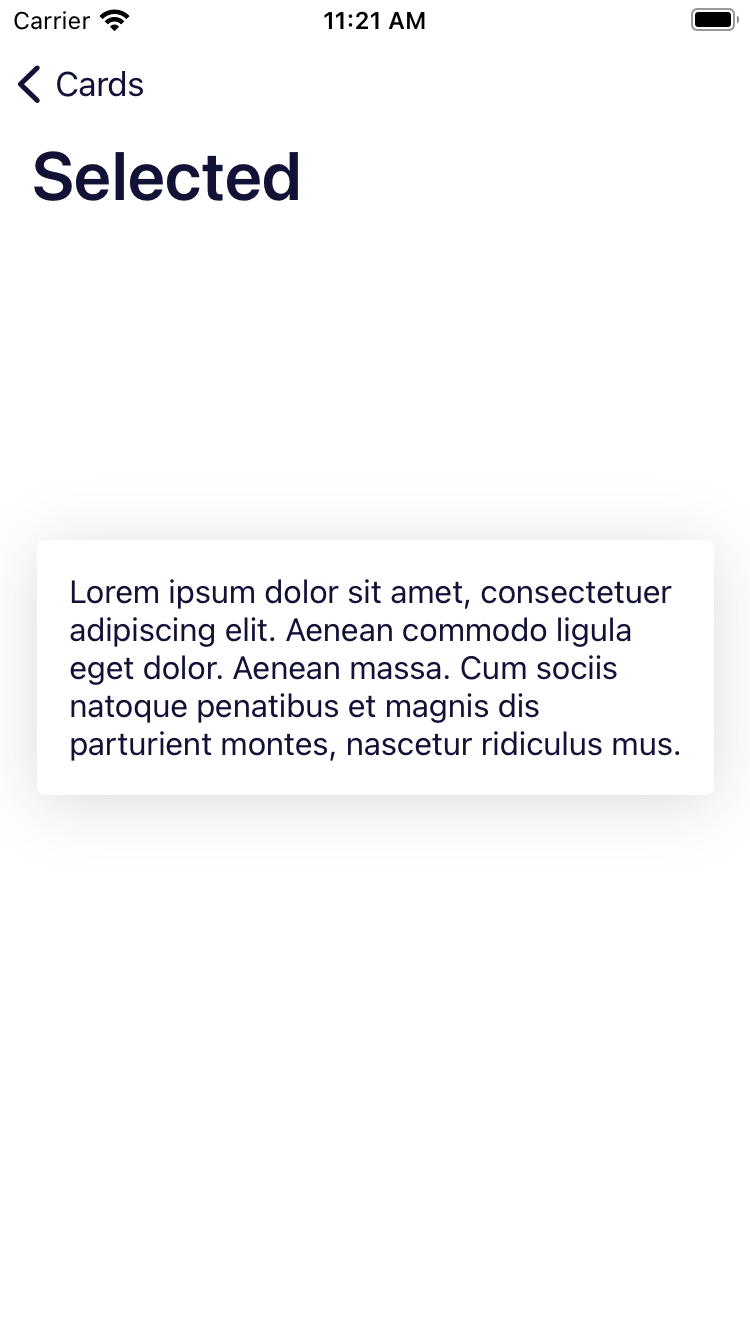 Carrier 11:21 AM
Cards
Selected
Lorem ipsum dolor sit amet, consectetuer
adipiscing elit. Aenean commodo ligula
eget dolor. Aenean massa. Cum sociis
natoque penatibus et magnis dis
parturient montes, nascetur ridiculus mus.